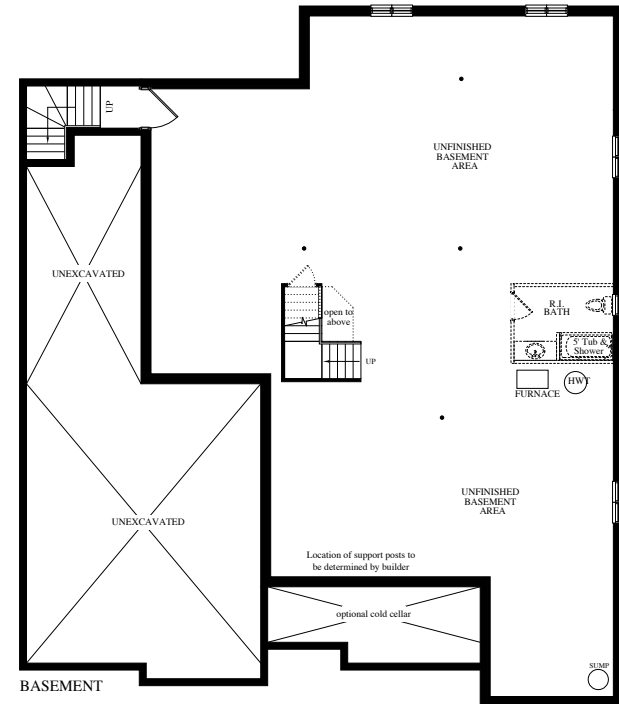 UP
UNFINISHED
BASEMENT
AREA
UNEXCAVATED
open to
above
R.I.
BATH
5' Tub &
Shower
UP
FURNACE
HWT
UNFINISHED
BASEMENT
AREA
UNEXCAVATED
Location of support posts to
be determined by builder
optional cold cellar
SUMP
BASEMENT